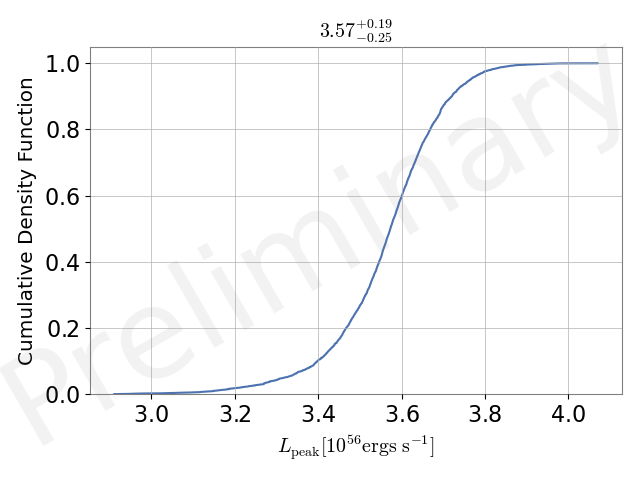 3.57^{+0.19}_{-0.25}
Cumulative Density Function
1.0
0.8
0.6
0.4
0.2
0.0
3.0 3.2 3.4 3.6 3.8 4.0
L_{peak}[10^{56}ergs s^{-1}]
Preliminary